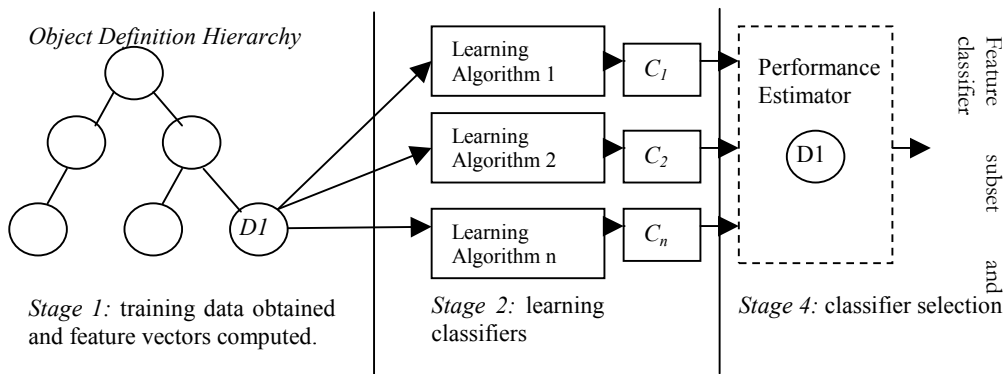 Object Definition Hierarchy
D1
Learning
Algorithm 1
C1
Learning
Algorithm 2
C2
Learning
Algorithm n
Cn
Performance
Estimator
D1
Feature subset and
classifier
Stage 1: training data obtained
and feature vectors computed.
Stage 2: learning
classifiers
Stage 4: classifier selection